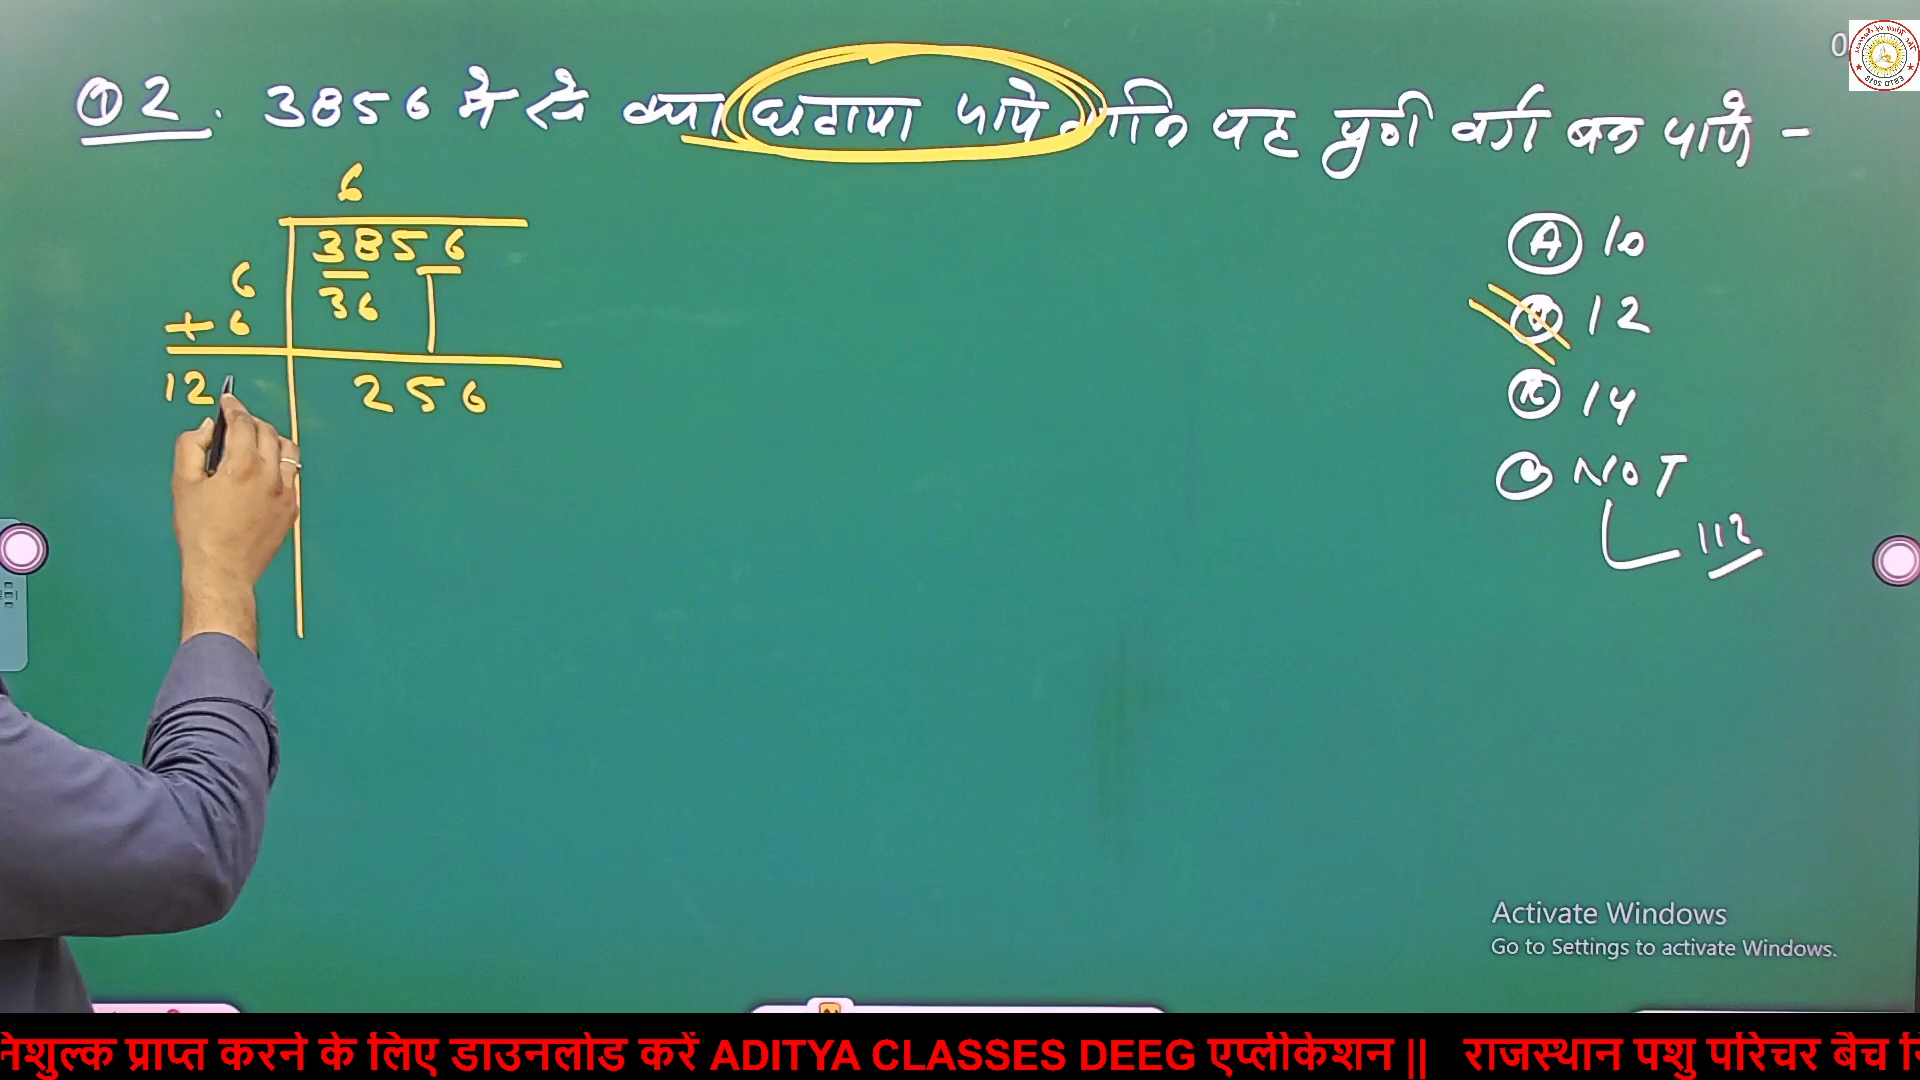 Q2. 3856 में से क्या घटाया जाये ताकि यह पूर्ण वर्ग बन जाये -
6
3856
6
36
+6
12
256
A 10
12
14
NOT
112
Activate Windows
Go to Settings to activate Windows.
नेशुल्क प्राप्त करने के लिए डाउनलोड करें ADITYA CLASSES DEEG एप्लीकेशन || राजस्थान पशु परिचर बैच